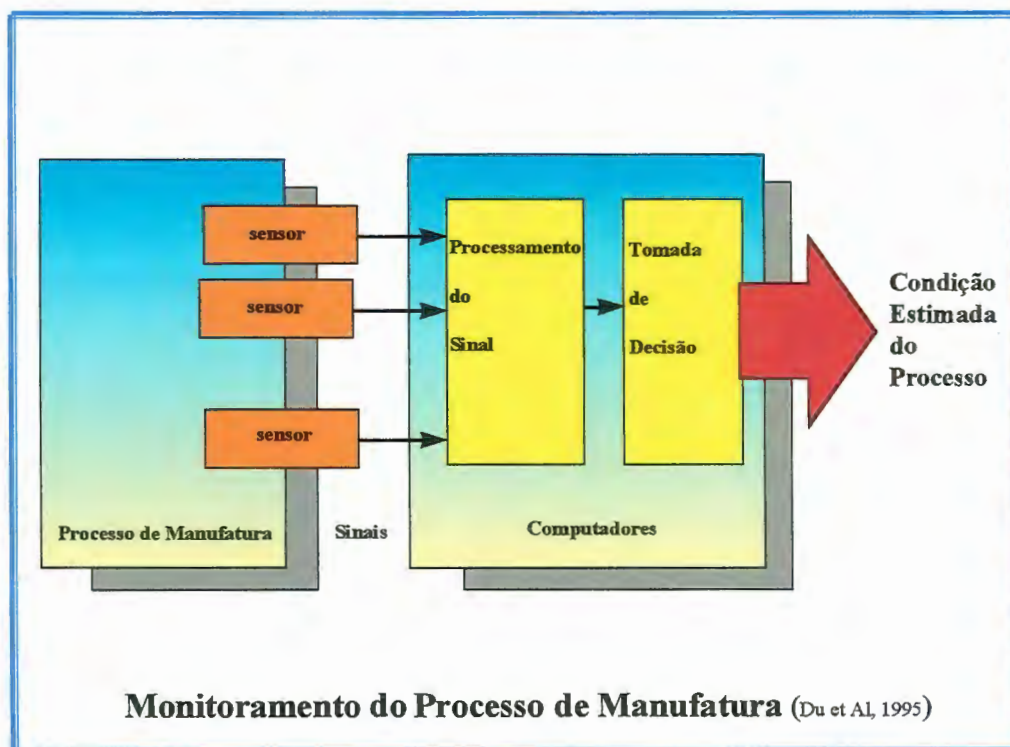 sensor
sensor
sensor
Processo de Manufatura
Sinais
Processamento
do
Sinal
Tomada
de
Decisão
Computadores
Condição
Estimada
do
Processo
Monitoramento do Processo de Manufatura (Du et Al, 1995)